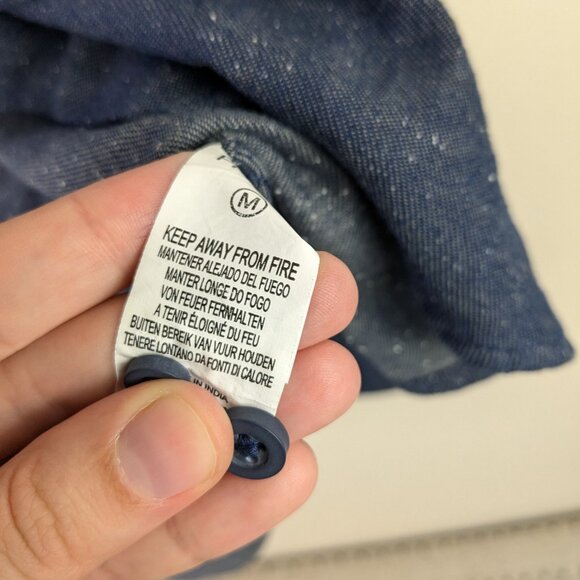 M
KEEP AWAY FROM FIRE
MANTENER ALEJADO DEL FUEGO
MANTER LONGE DO FOGO
VON FEUER FERNHALTEN
A TENIR ÉLOIGNÉ DU FEU
BUITEN BEREIK VAN VUUR HOUDEN
TENERE LONTANO DA FONTI DI CALORE
IN INDIA